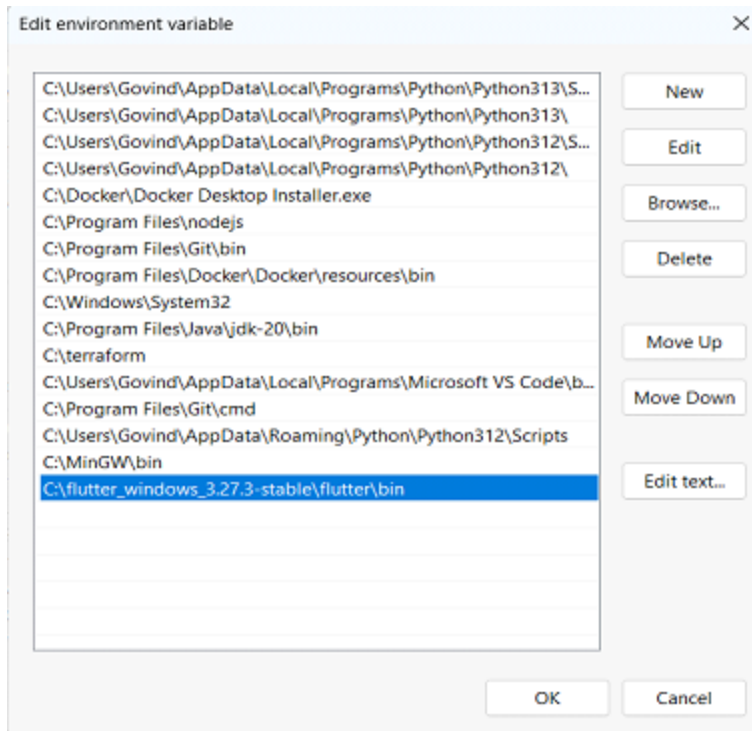 Edit environment variable
C:\Users\Govind\AppData\Local\Programs\Python\Python313\S...
C:\Users\Govind\AppData\Local\Programs\Python\Python313\
C:\Users\Govind\AppData\Local\Programs\Python\Python312\S...
C:\Users\Govind\AppData\Local\Programs\Python\Python312\
C:\Docker\Docker Desktop Installer.exe
C:\Program Files\nodejs
C:\Program Files\Git\bin
C:\Program Files\Docker\Docker\resources\bin
C:\Windows\System32
C:\Program Files\Java\jdk-20\bin
C:\terraform
C:\Users\Govind\AppData\Local\Programs\Microsoft VS Code\b...
C:\Program Files\Git\cmd
C:\Users\Govind\AppData\Roaming\Python\Python312\Scripts
C:\MinGW\bin
C:\flutter_windows_3.27.3-stable\flutter\bin
New
Edit
Browse...
Delete
Move Up
Move Down
Edit text...
OK
Cancel